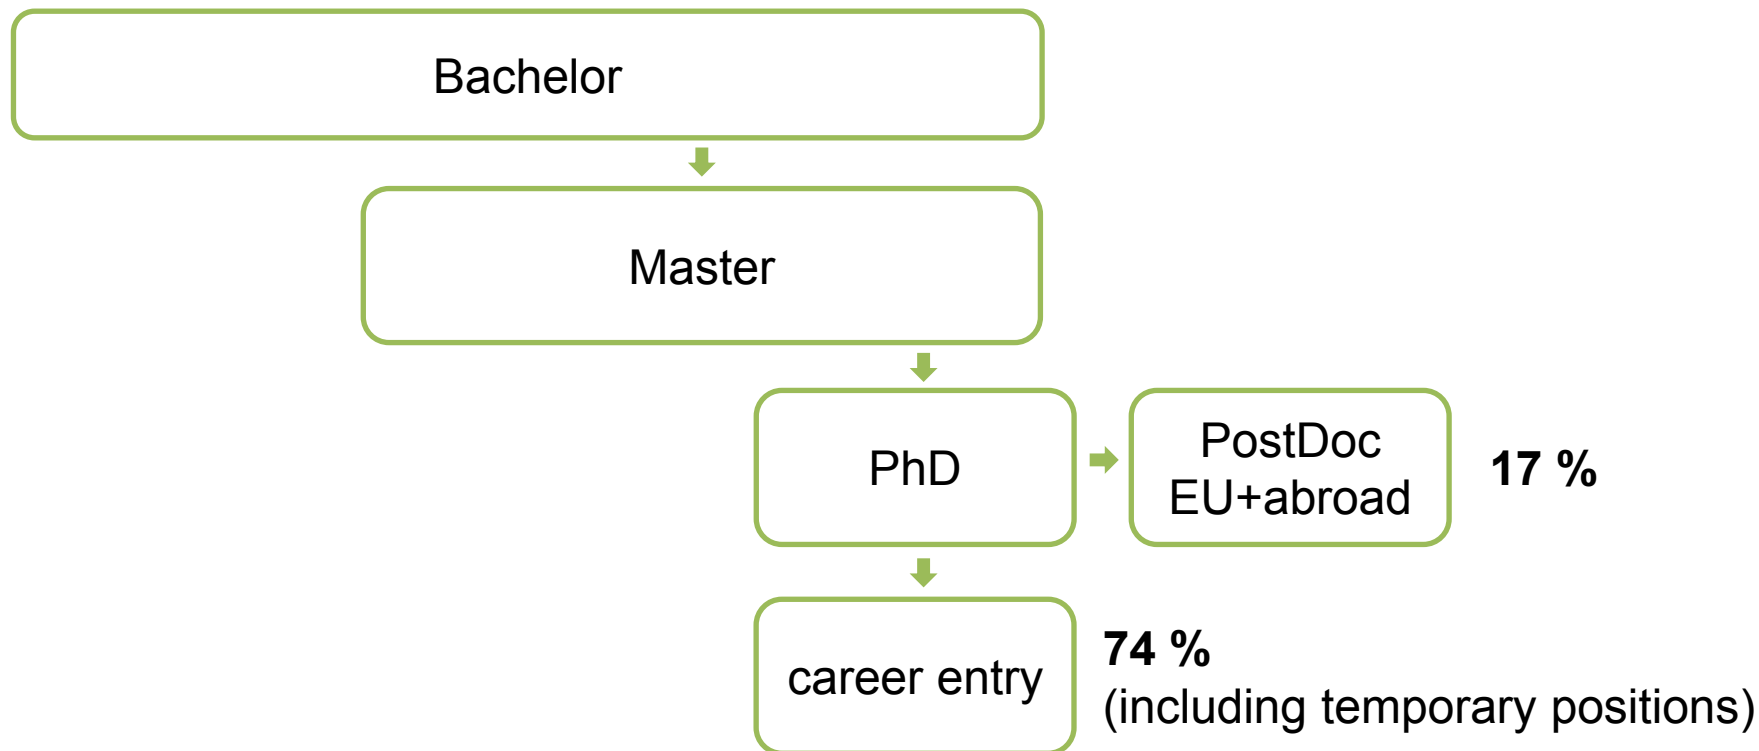 Bachelor
Master
PhD
PostDoc
EU+abroad
17 %
career entry
74 %
(including temporary positions)